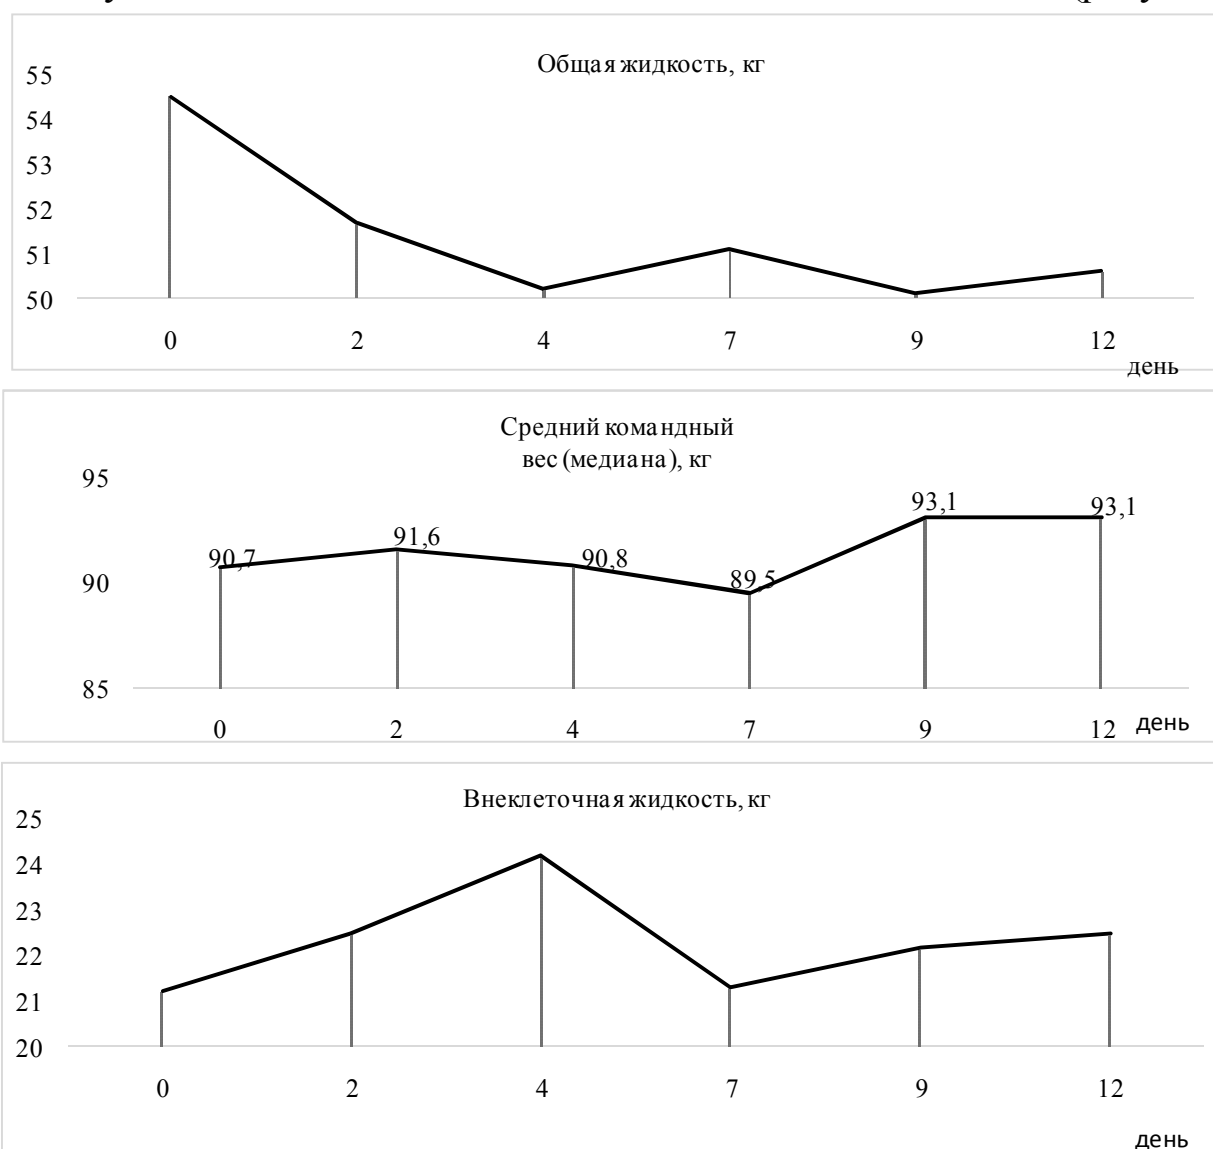 Общая жидкость, кг
55
54
53
52
51
50
0 2 4 7 9 12
день
Средний командный
вес (медиана), кг
95
90
85
90,7 91,6 90,8 89,5 93,1 93,1
0 2 4 7 9 12 день
Внеклеточная жидкость, кг
25
24
23
22
21
20
0 2 4 7 9 12
день